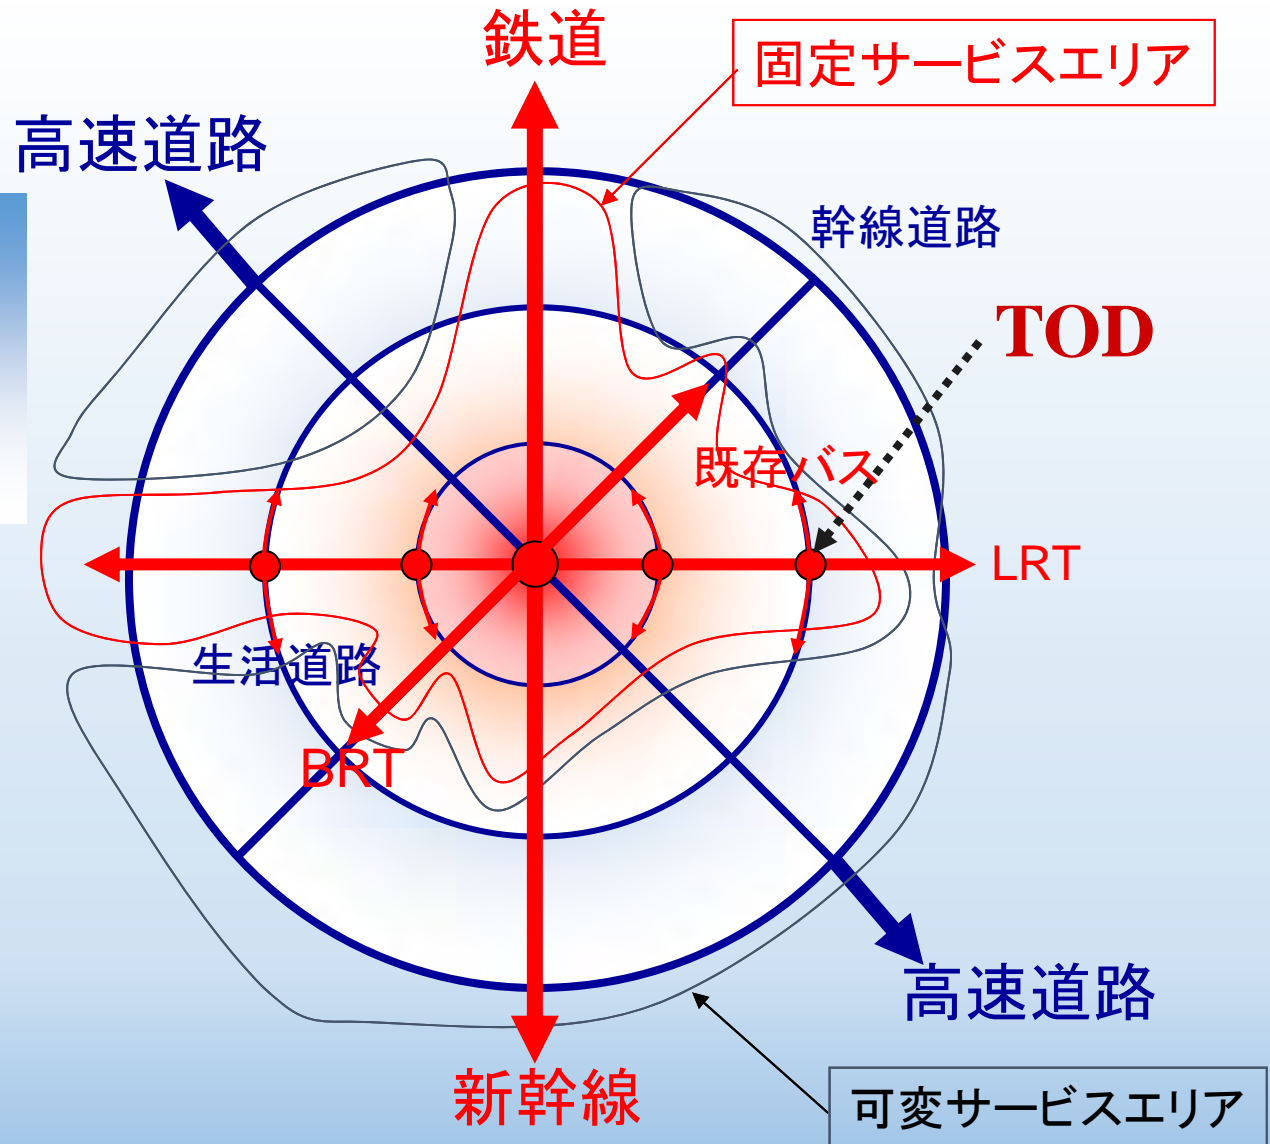 鉄道
固定サービスエリア
高速道路
幹線道路
TOD
既存バス
LRT
生活道路
BRT
高速道路
新幹線
可変サービスエリア